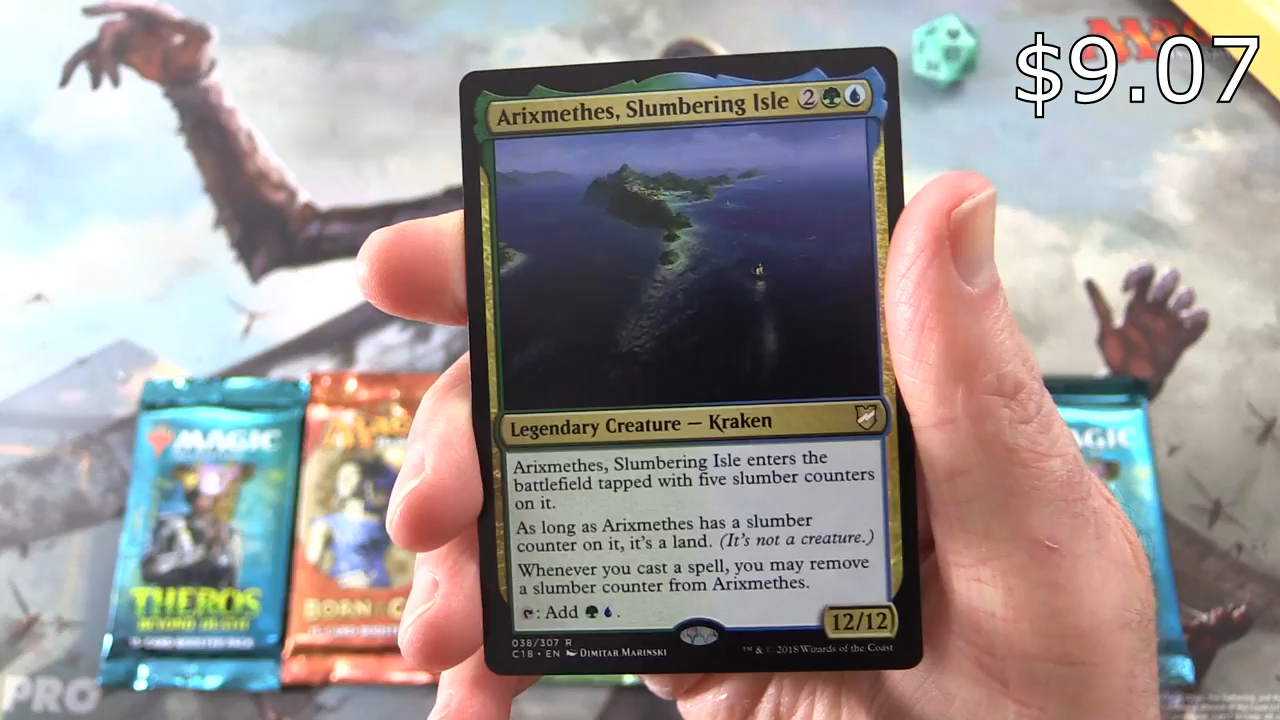 $9.07
Arixmethes, Slumbering Isle 2
Legendary Creature — Kraken
Arixmethes, Slumbering Isle enters the
battlefield tapped with five slumber counters
on it.
As long as Arixmethes has a slumber
counter on it, it's a land. (It's not a creature.)
Whenever you cast a spell, you may remove
a slumber counter from Arixmethes.
: Add .
12/12
038/307 R
C18 • EN Dimitar Marinski
™ & © 2018 Wizards of the Coast
MAGIC
THEROS
BEYOND DEATH
BORN
MAGIC
PRO